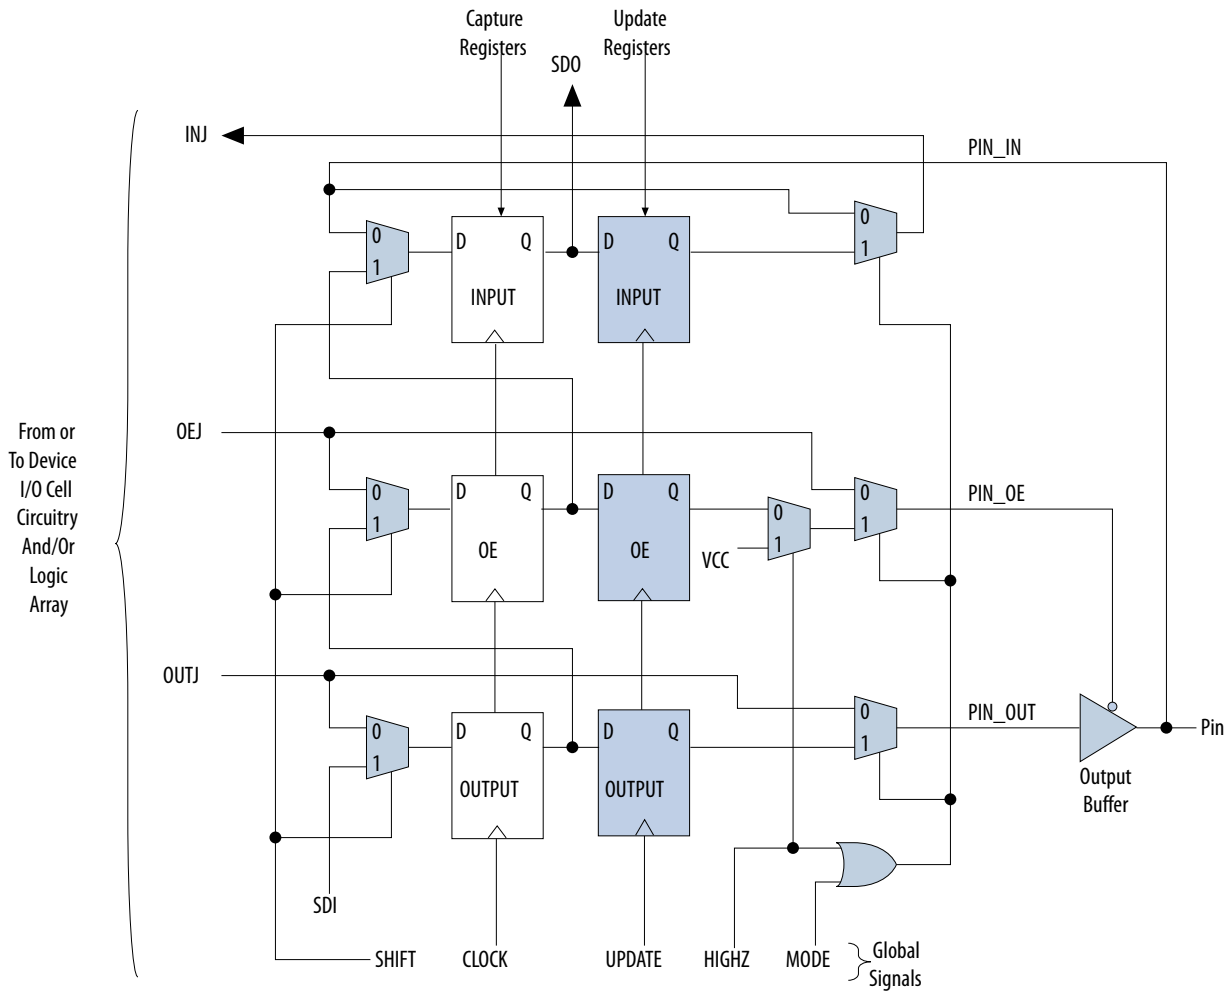 Capture
Registers
Update
Registers
SDO
INJ
PIN_IN
0
1
D Q
INPUT
D Q
INPUT
0
1
From or
To Device
I/O Cell
Circuitry
And/Or
Logic
Array
OEJ
0
1
D Q
OE
D Q
OE
0
1
VCC
0
1
PIN_OE
OUTJ
0
1
D Q
OUTPUT
D Q
OUTPUT
0
1
PIN_OUT
Pin
Output
Buffer
SDI
SHIFT
CLOCK
UPDATE
HIGHZ
MODE
Global
Signals